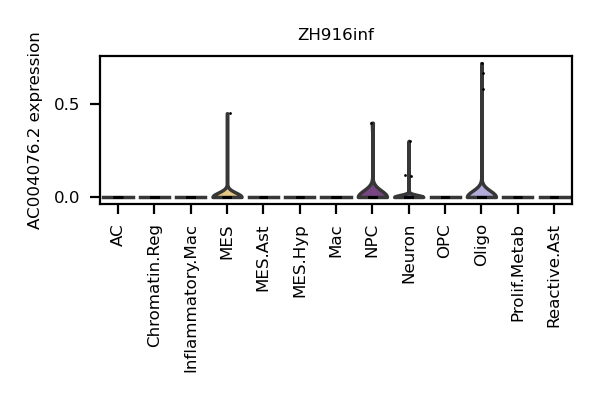 ZH916inf
AC004076.2 expression
0.5
0.0
AC
Chromatin.Reg
Inflammatory.Mac
MES
MES.Ast
MES.Hyp
Mac
NPC
Neuron
OPC
Oligo
Prolif.Metab
Reactive.Ast